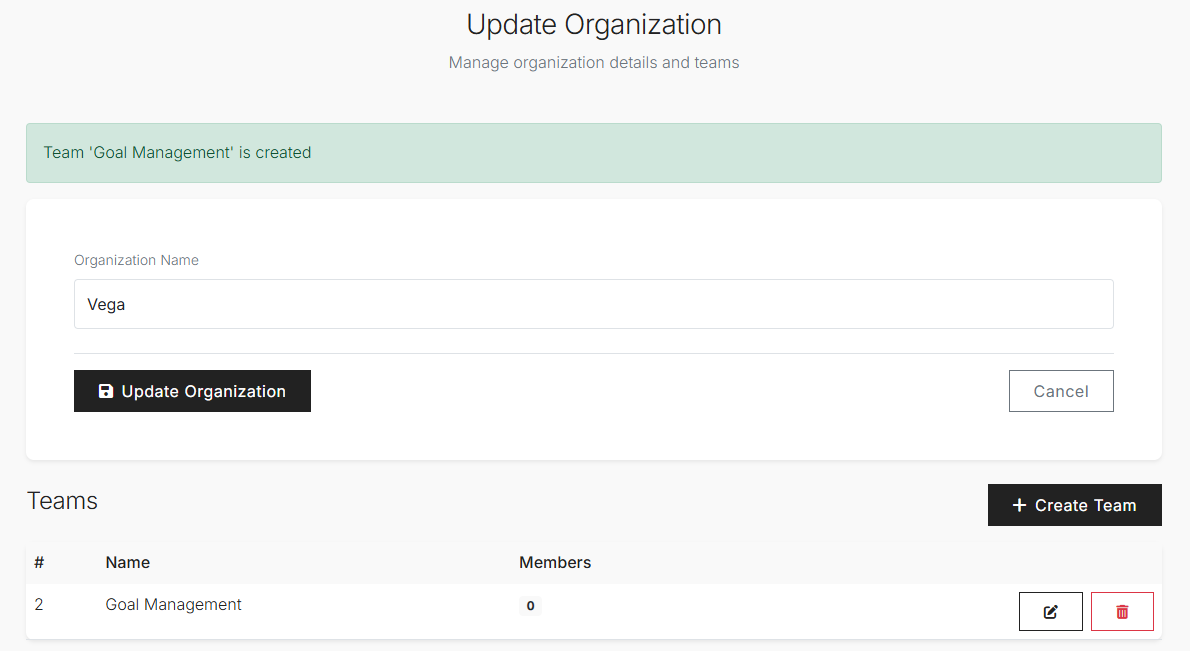 Update Organization
Manage organization details and teams
Team 'Goal Management' is created
Organization Name
Vega
Update Organization
Cancel
Teams
Create Team
# Name Members
2 Goal Management 0